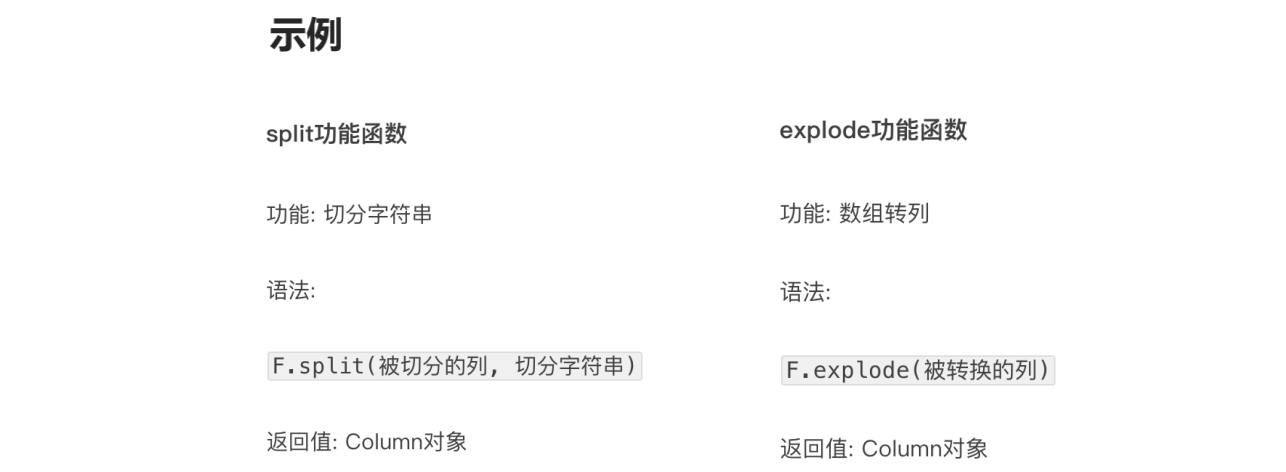 示例
split功能函数
功能: 切分字符串
语法:
F.split(被切分的列, 切分字符串)
返回值: Column对象
explode功能函数
功能: 数组转列
语法:
F.explode(被转换的列)
返回值: Column对象